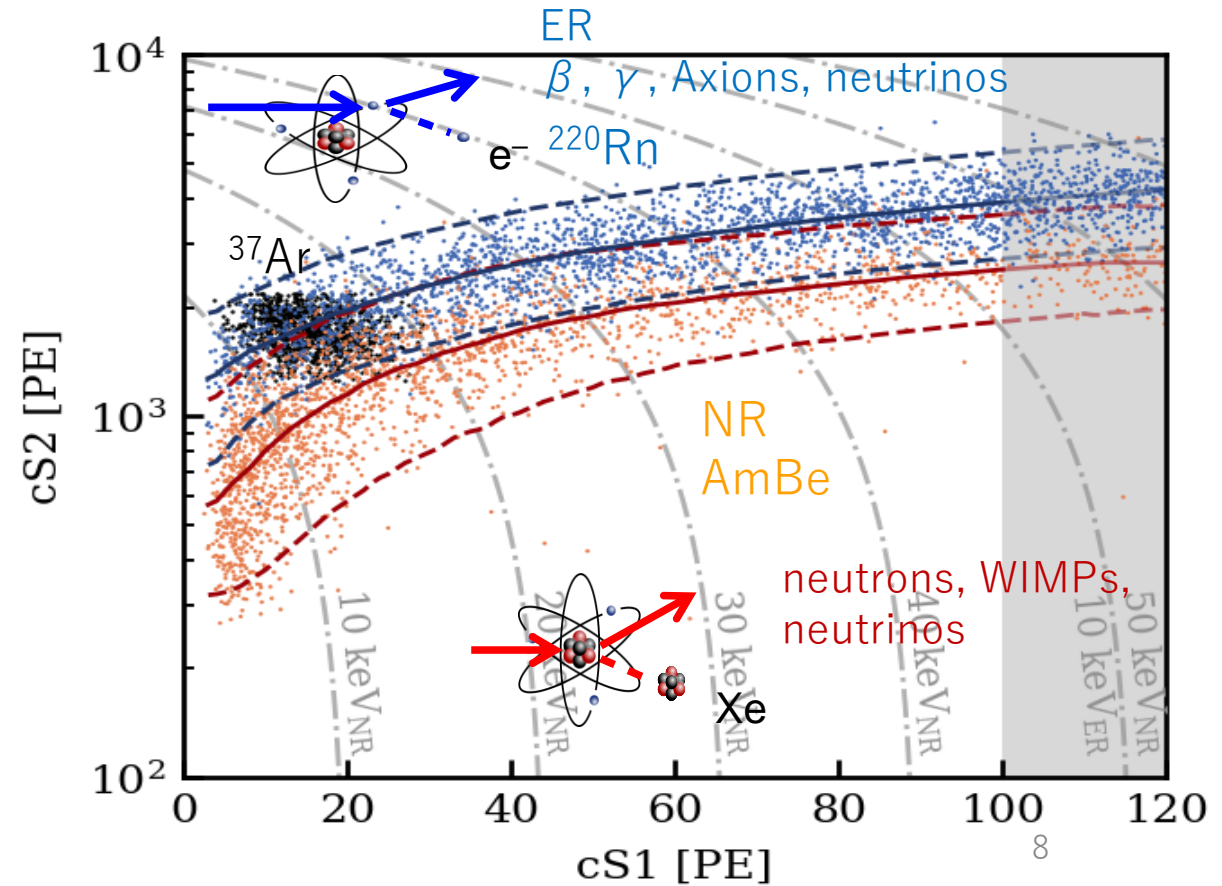 ER
β, γ, Axions, neutrinos
²²⁰Rn
e⁻
³⁷Ar
NR
AmBe
neutrons, WIMPs,
neutrinos
Xe
10 keV_NR
20 keV_NR
30 keV_NR
40 keV_NR
10 keV_ER
50 keV_NR
cS2 [PE]
10⁴
10³
10²
0 20 40 60 80 100 120
cS1 [PE]
8